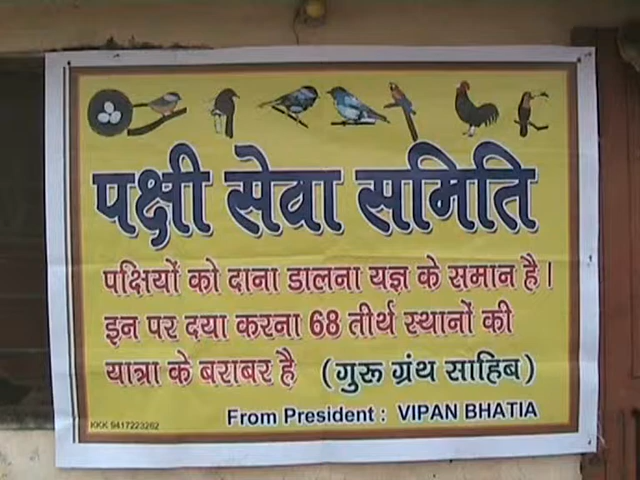 पक्षी सेवा समिति
पक्षियों को दाना डालना यज्ञ के समान है।
इन पर दया करना 68 तीर्थ स्थानों की
यात्रा के बराबर है (गुरू ग्रंथ साहिब)
From President : VIPAN BHATIA
KKK 9417223262